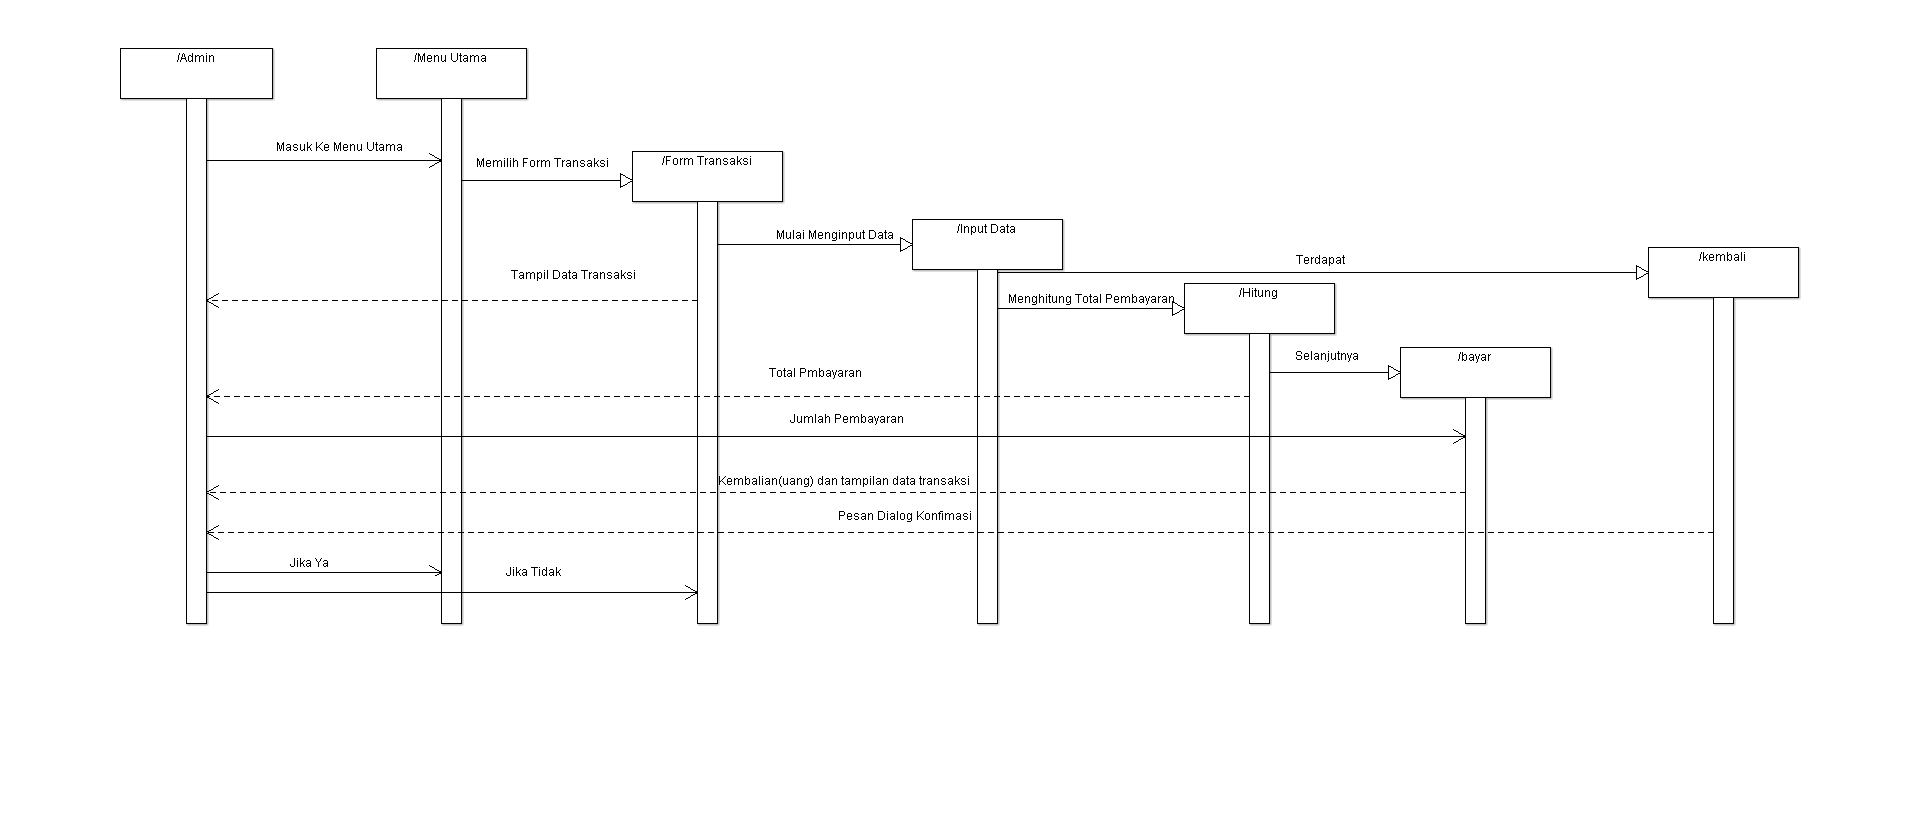 /Admin
/Menu Utama
Masuk Ke Menu Utama
Memilih Form Transaksi
/Form Transaksi
Mulai Menginput Data
/Input Data
Terdapat
/kembali
Tampil Data Transaksi
Menghitung Total Pembayaran
/Hitung
Selanjutnya
/bayar
Total Pmbayaran
Jumlah Pembayaran
Kembalian(uang) dan tampilan data transaksi
Pesan Dialog Konfimasi
Jika Ya
Jika Tidak